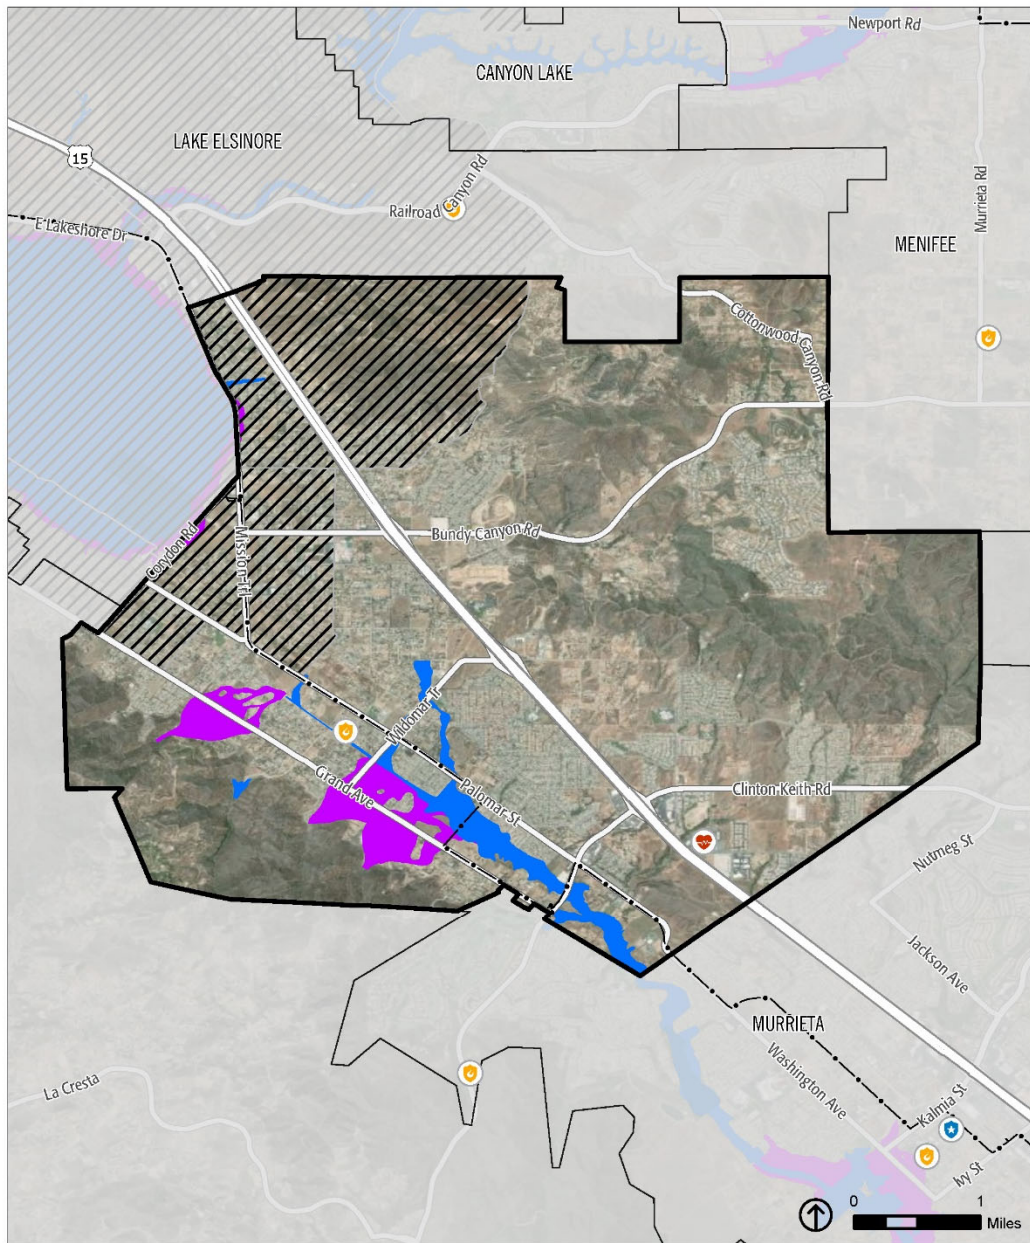 Newport Rd
CANYON LAKE
LAKE ELSINORE
15
Murrieta Rd
Railroad Canyon Rd
E Lakeshore Dr
MENIFEE
Cottonwood Canyon Rd
Corydon Rd
Mission Trl
Bundy Canyon Rd
Wildomar Tr
Grand Ave
Palomar St
Clinton Keith Rd
Nutmeg St
Jackson Ave
MURRIETA
Washington Ave
La Cresta
Kalmia St
Ivy St
0 1
Miles